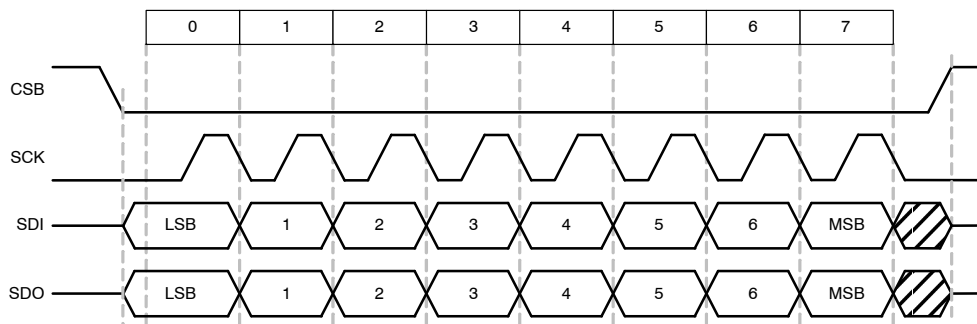 0 1 2 3 4 5 6 7
CSB
SCK
SDI LSB 1 2 3 4 5 6 MSB
SDO LSB 1 2 3 4 5 6 MSB